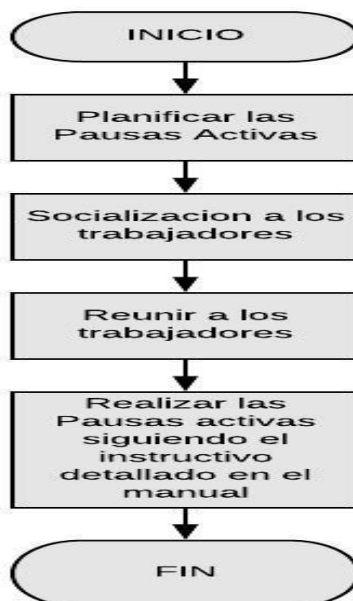 INICIO
Planificar las
Pausas Activas
Socializacion a los
trabajadores
Reunir a los
trabajadores
Realizar las
Pausas activas
siguiendo el
instructivo
detallado en el
manual
FIN